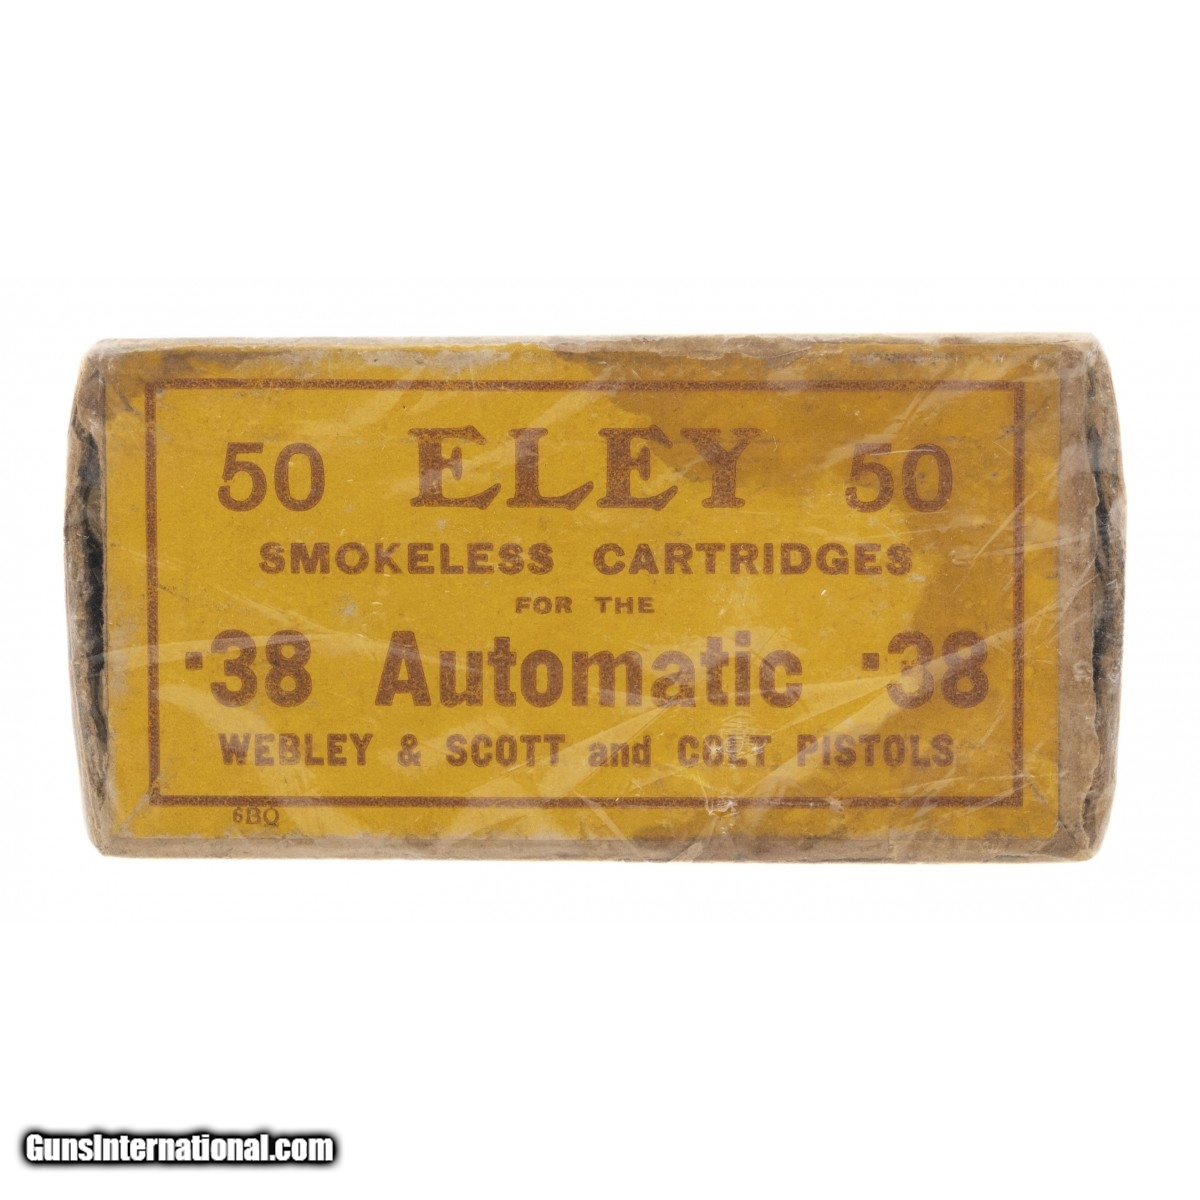 50 ELEY 50
SMOKELESS CARTRIDGES
FOR THE
·38 Automatic ·38
WEBLEY & SCOTT and COLT PISTOLS
6BQ
GunsInternational.com